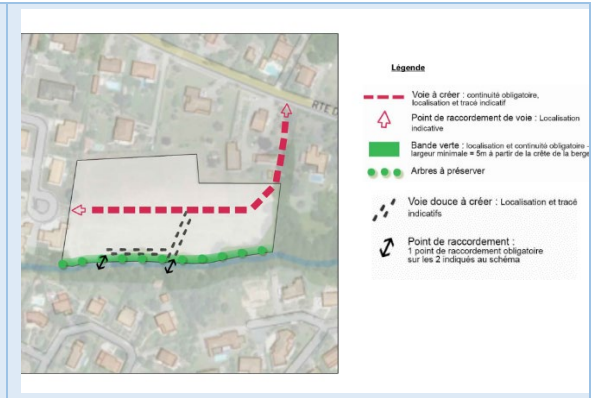 RTE D
Légende
Voie à créer : continuité obligatoire,
localisation et tracé indicatif
Point de raccordement de voie : Localisation
indicative
Bande verte : localisation et continuité obligatoire -
largeur minimale = 5m à partir de la crête de la berge
Arbres à préserver
Voie douce à créer : Localisation et tracé
indicatifs
Point de raccordement :
1 point de raccordement obligatoire
sur les 2 indiqués au schéma